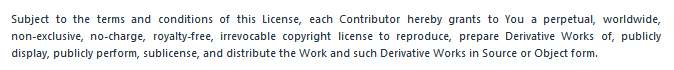 Subject to the terms and conditions of this License, each Contributor hereby grants to You a perpetual, worldwide,
non-exclusive, no-charge, royalty-free, irrevocable copyright license to reproduce, prepare Derivative Works of, publicly
display, publicly perform, sublicense, and distribute the Work and such Derivative Works in Source or Object form.